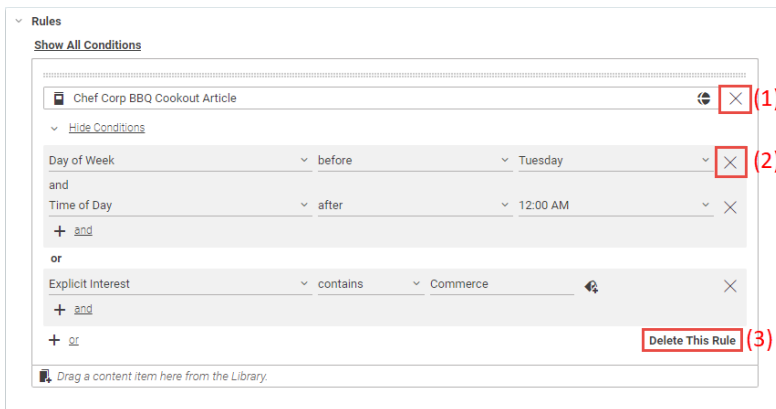 Rules
Show All Conditions
Chef Corp BBQ Cookout Article (1)
Hide Conditions
Day of Week before Tuesday (2)
and
Time of Day after 12:00 AM
+ and
or
Explicit Interest contains Commerce
+ and
+ or Delete This Rule (3)
Drag a content item here from the Library.